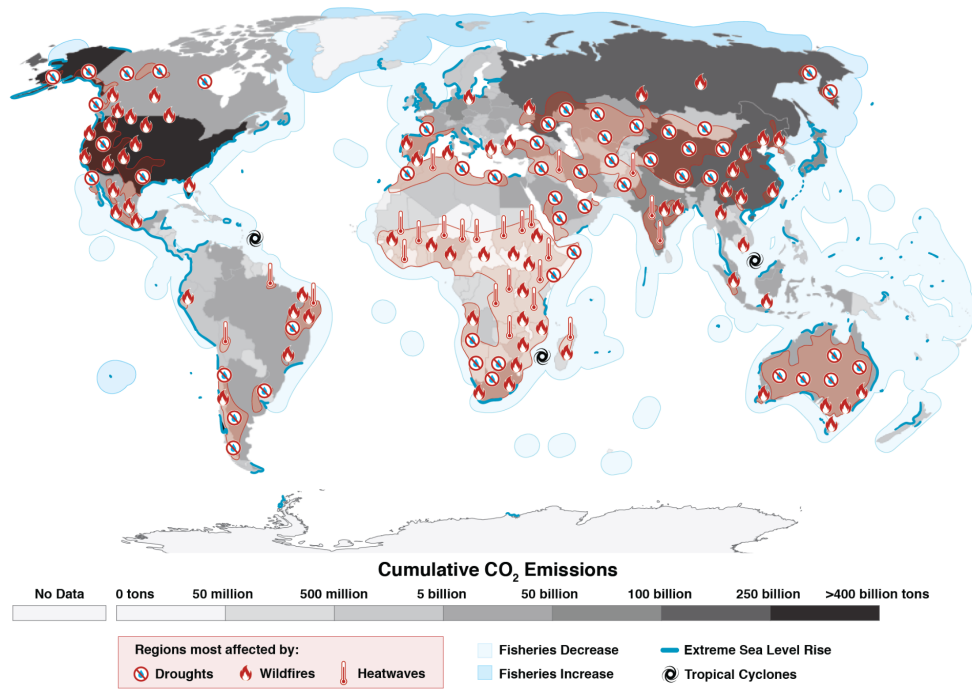 Cumulative CO2 Emissions
No Data 0 tons 50 million 500 million 5 billion 50 billion 100 billion 250 billion >400 billion tons
Regions most affected by:
Droughts Wildfires Heatwaves
Fisheries Decrease Extreme Sea Level Rise
Fisheries Increase Tropical Cyclones